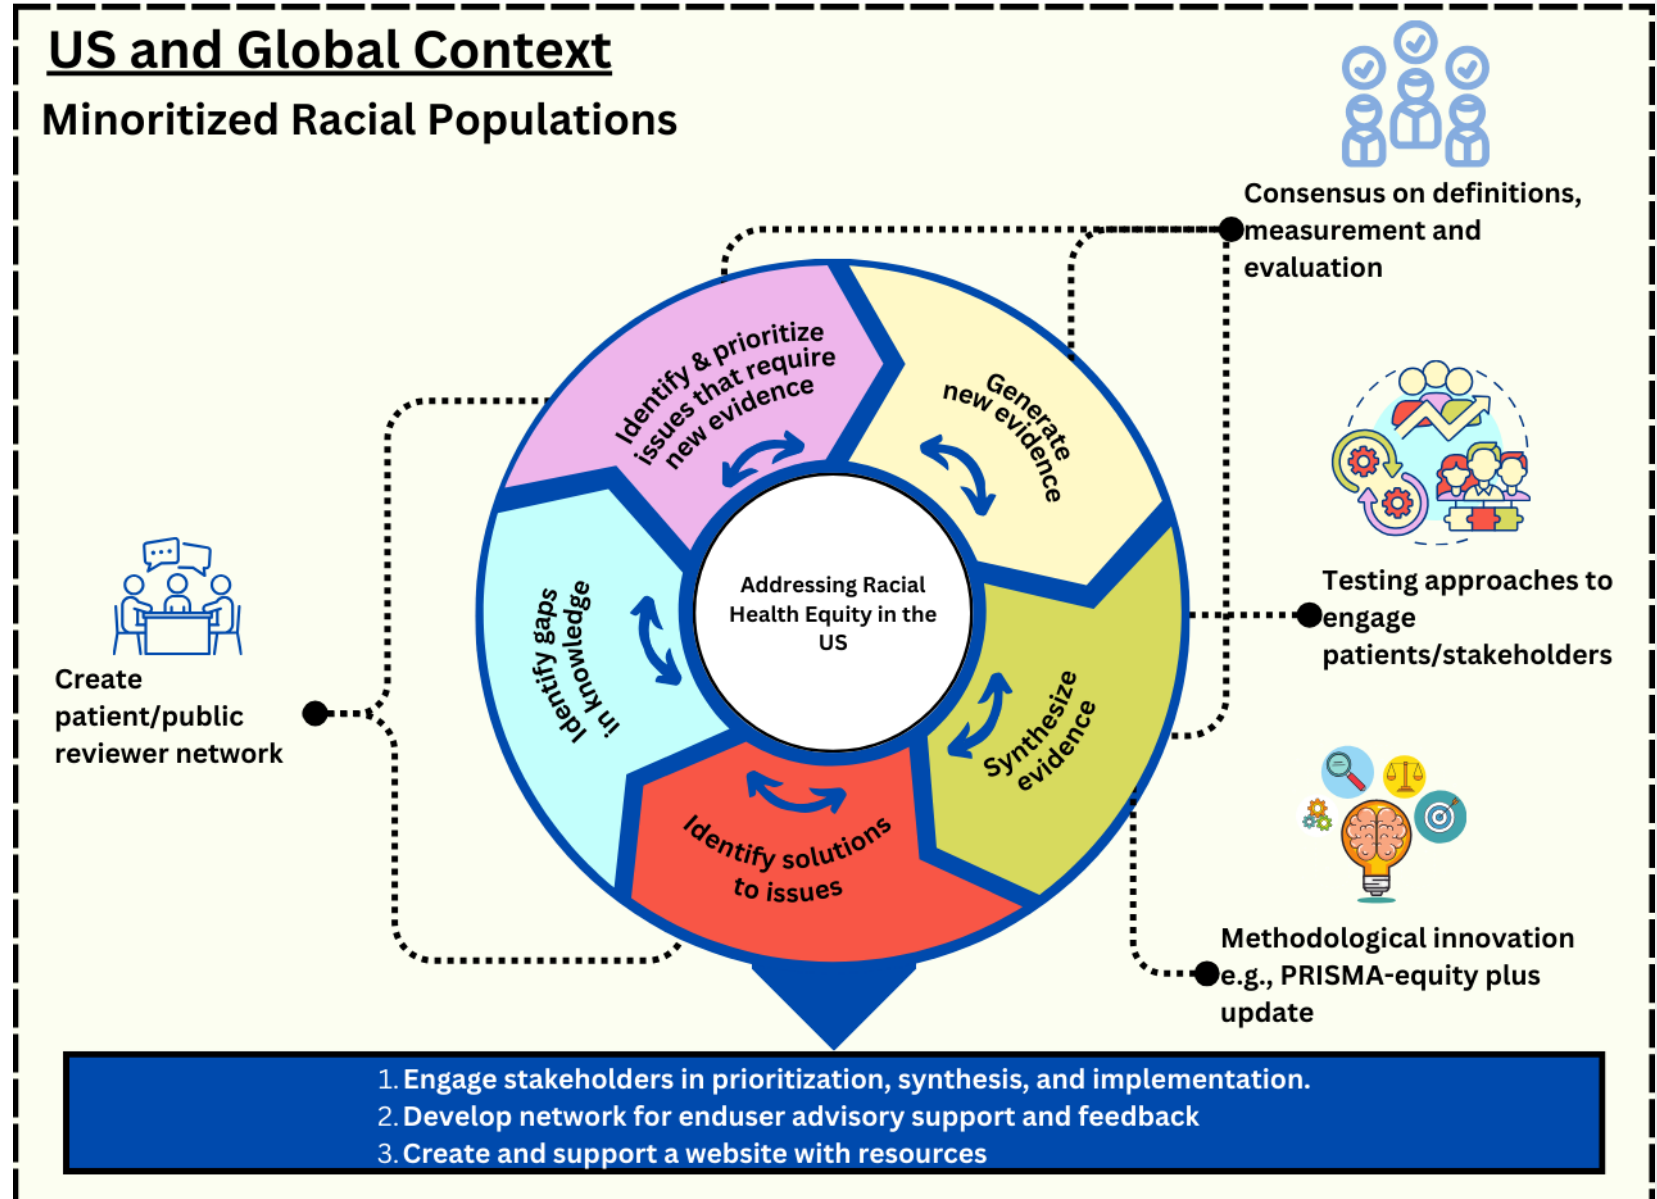 US and Global Context
Minoritized Racial Populations
Consensus on definitions,
measurement and
evaluation
Identify & prioritize
issues that require
new evidence
Generate
new evidence
Testing approaches to
engage
patients/stakeholders
Addressing Racial
Health Equity in the
US
Identify gaps
in knowledge
Create
patient/public
reviewer network
Synthesize
evidence
Identify solutions
to issues
Methodological innovation
e.g., PRISMA-equity plus
update
1. Engage stakeholders in prioritization, synthesis, and implementation.
2. Develop network for enduser advisory support and feedback
3. Create and support a website with resources